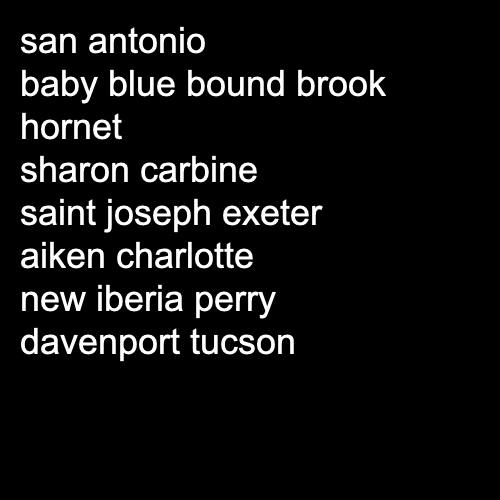 san antonio
baby blue bound brook
hornet
sharon carbine
saint joseph exeter
aiken charlotte
new iberia perry
davenport tucson